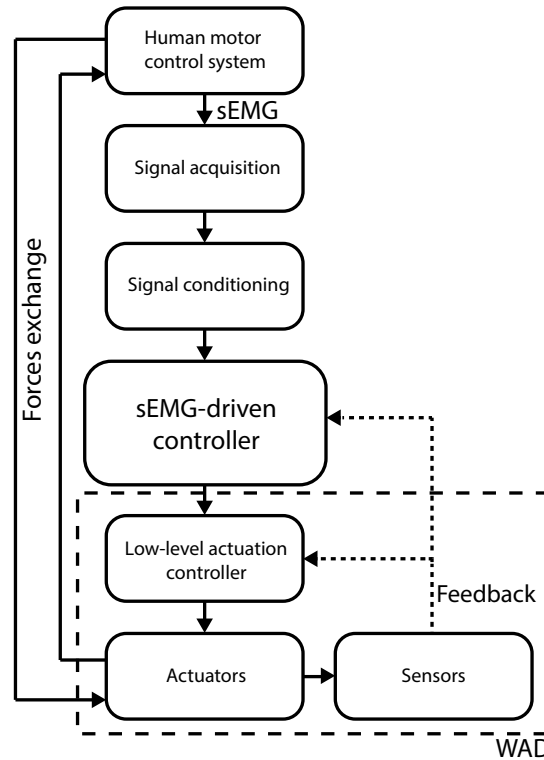 Human motor
control system
sEMG
Signal acquisition
Signal conditioning
Forces exchange
sEMG-driven
controller
Low-level actuation
controller
Feedback
Actuators
Sensors
WAD